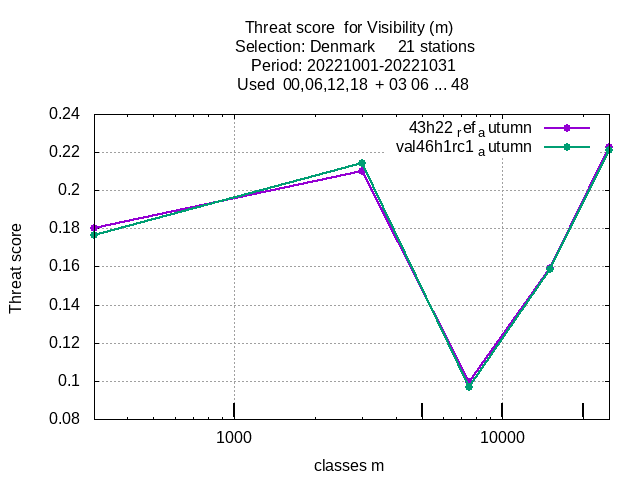 Threat score for Visibility (m)
Selection: Denmark 21 stations
Period: 20221001-20221031
Used 00,06,12,18 + 03 06 ... 48
43h22 ref autumn
val46h1rc1 autumn
0.24
0.22
0.2
0.18
0.16
0.14
0.12
0.1
0.08
Threat score
1000 10000
classes m